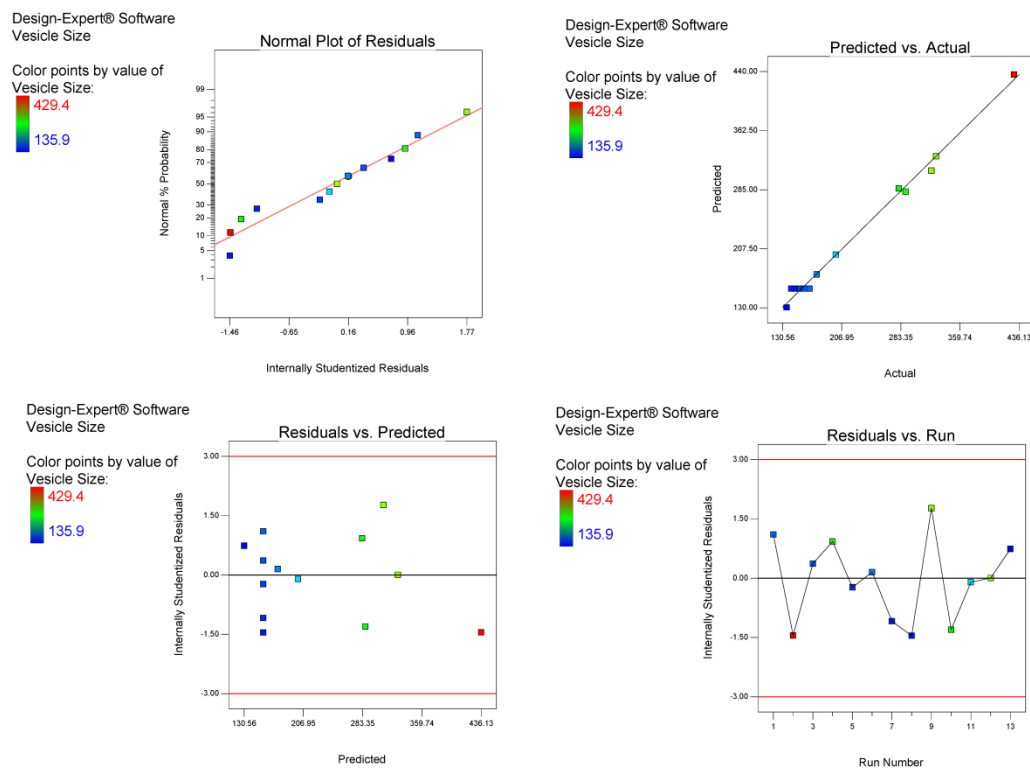 Design-Expert® Software
Vesicle Size
Color points by value of
Vesicle Size:
429.4
135.9
Normal Plot of Residuals
Normal % Probability
99
95
90
80
70
50
30
20
10
5
1
-1.46 -0.65 0.16 0.96 1.77
Internally Studentized Residuals
Design-Expert® Software
Vesicle Size
Color points by value of
Vesicle Size:
429.4
135.9
Predicted vs. Actual
Predicted
440.00
362.50
285.00
207.50
130.00
130.56 206.95 283.35 359.74 436.13
Actual
Design-Expert® Software
Vesicle Size
Color points by value of
Vesicle Size:
429.4
135.9
Residuals vs. Predicted
Internally Studentized Residuals
3.00
1.50
0.00
-1.50
-3.00
130.56 206.95 283.35 359.74 436.13
Predicted
Design-Expert® Software
Vesicle Size
Color points by value of
Vesicle Size:
429.4
135.9
Residuals vs. Run
Internally Studentized Residuals
3.00
1.50
0.00
-1.50
-3.00
1 3 5 7 9 11 13
Run Number